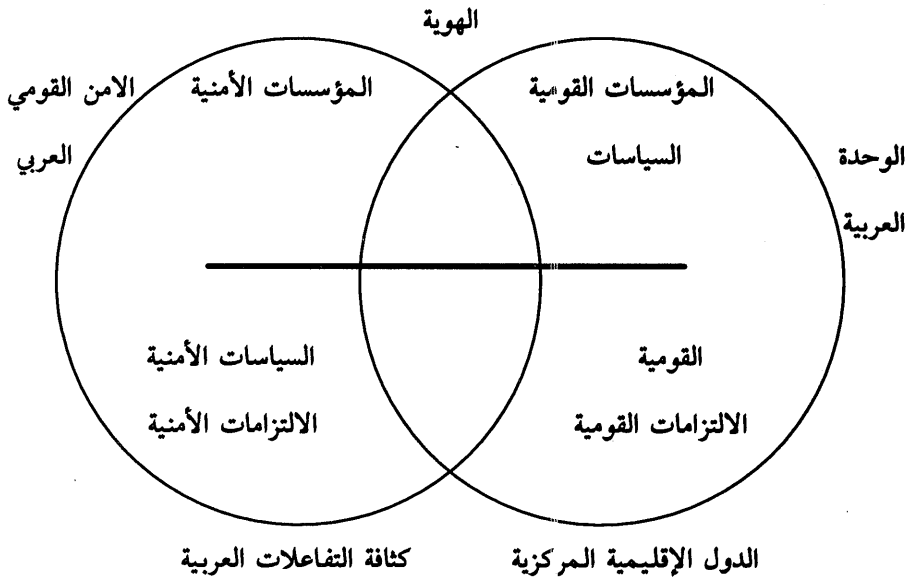 الهوية
المؤسسات القومية
المؤسسات الأمنية
الامن القومي
السياسات
الوحدة
العربي
العربية
القومية
السياسات الأمنية
الالتزامات القومية
الالتزامات الأمنية
الدول الإقليمية المركزية
كثافة التفاعلات العربية